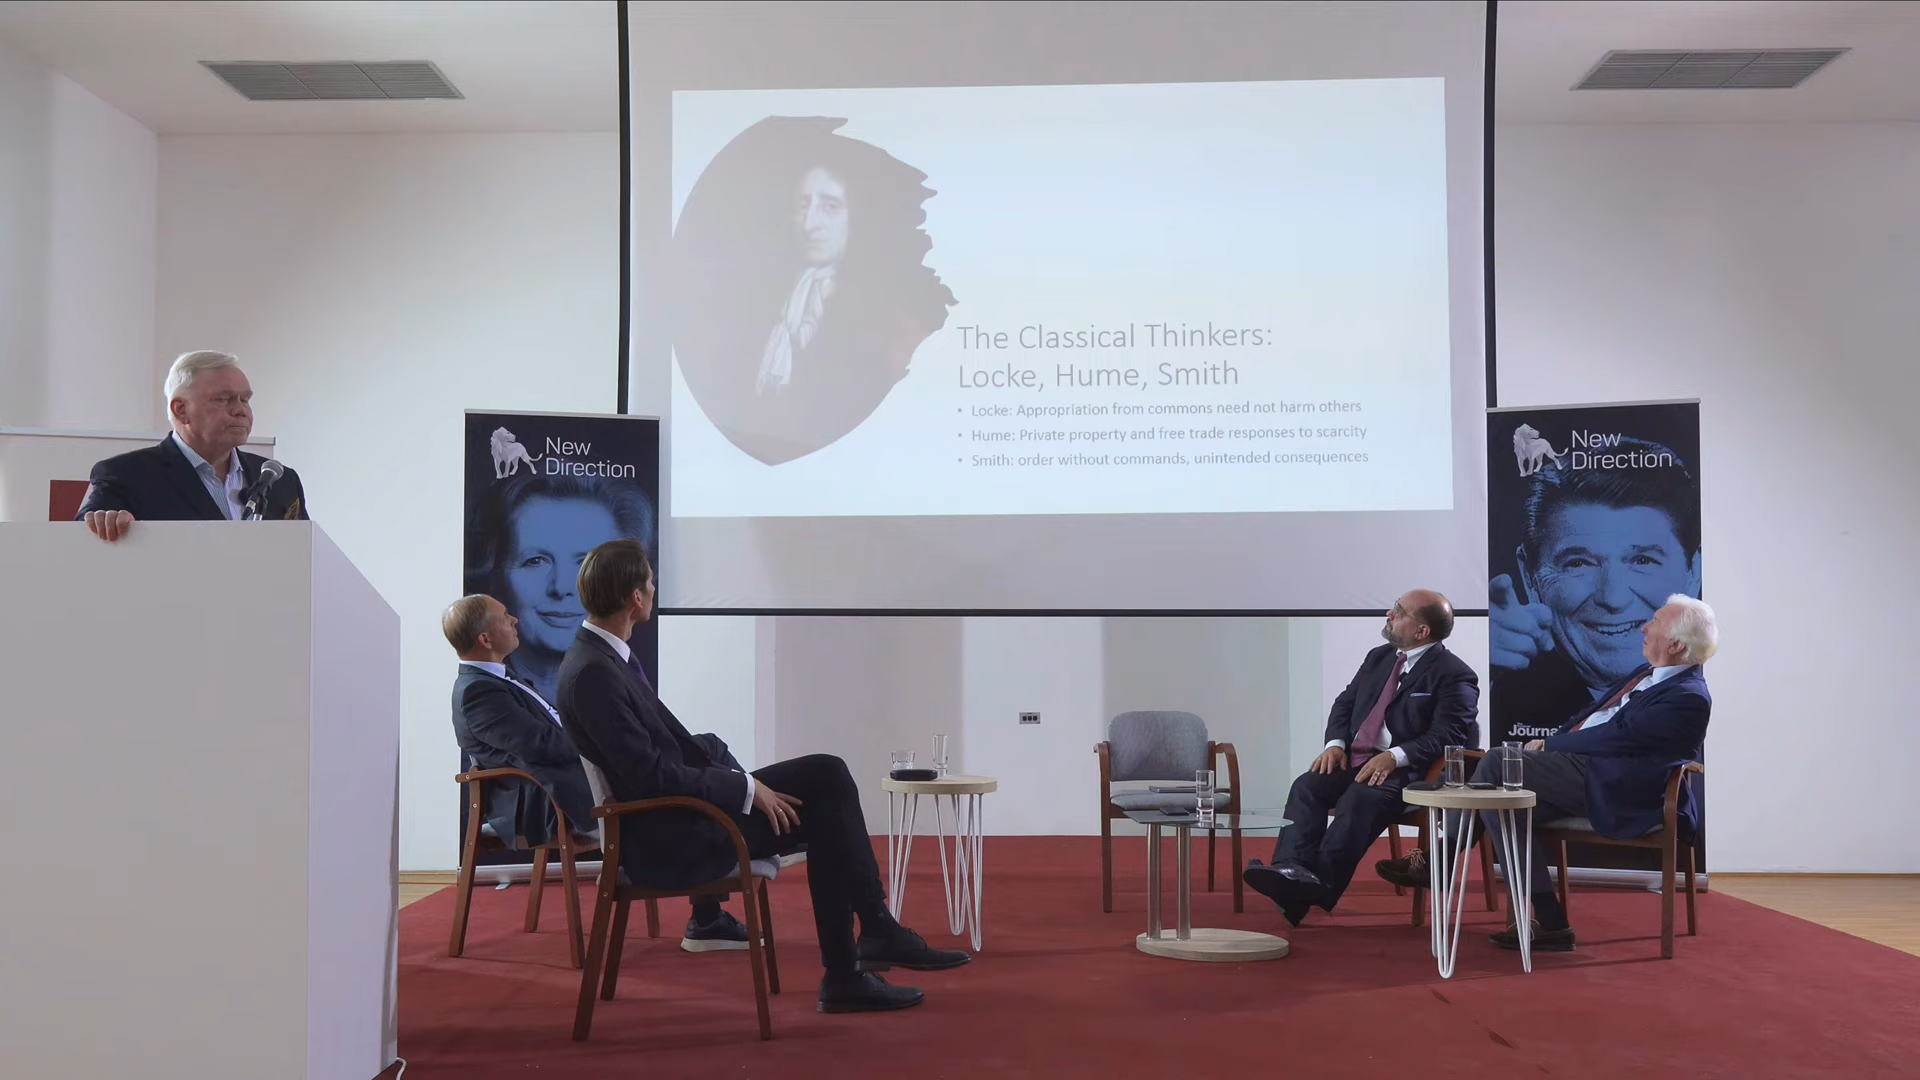 The Classical Thinkers:
Locke, Hume, Smith
• Locke: Appropriation from commons need not harm others
• Hume: Private property and free trade responses to scarcity
• Smith: order without commands, unintended consequences
New
Direction
New
Direction
Journal